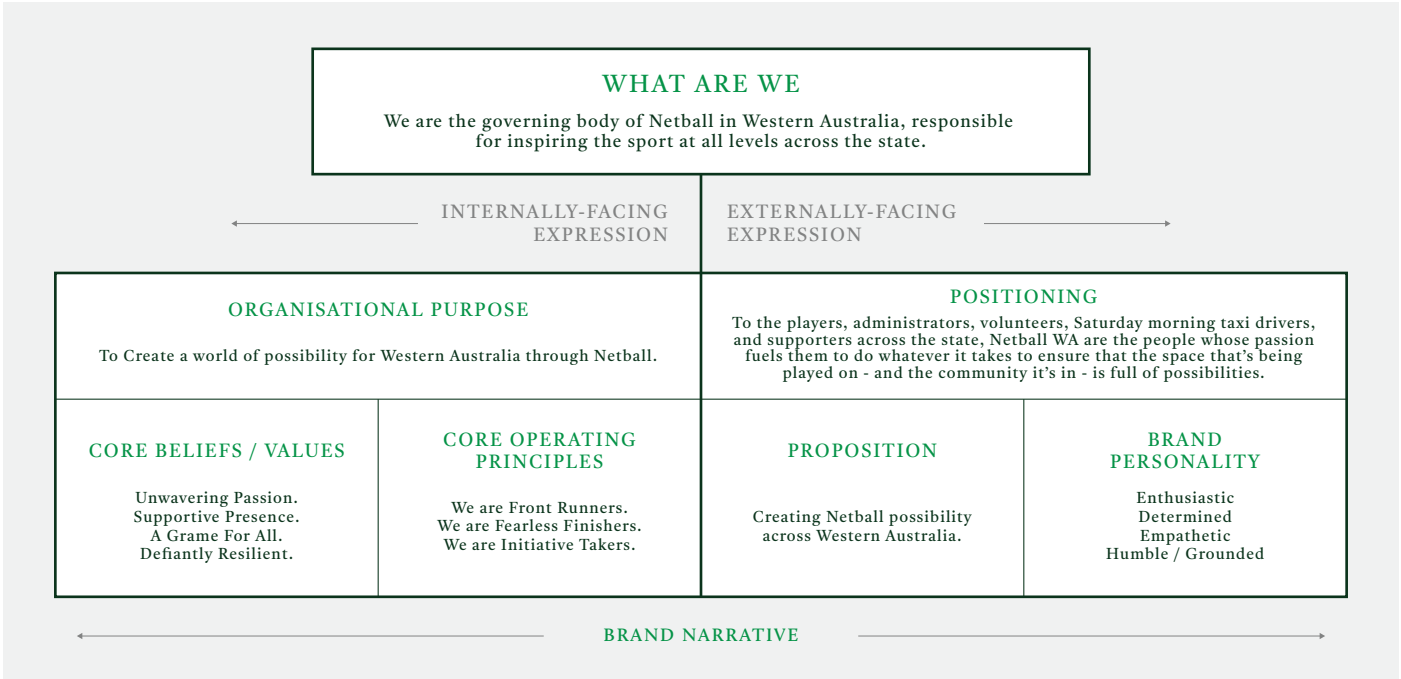 WHAT ARE WE
We are the governing body of Netball in Western Australia, responsible
for inspiring the sport at all levels across the state.
INTERNALLY-FACING
EXPRESSION
EXTERNALLY-FACING
EXPRESSION
ORGANISATIONAL PURPOSE
To Create a world of possibility for Western Australia through Netball.
POSITIONING
To the players, administrators, volunteers, Saturday morning taxi drivers,
and supporters across the state, Netball WA are the people whose passion
fuels them to do whatever it takes to ensure that the space that's being
played on - and the community it's in - is full of possibilities.
CORE BELIEFS / VALUES
Unwavering Passion.
Supportive Presence.
A Grame For All.
Defiantly Resilient.
CORE OPERATING
PRINCIPLES
We are Front Runners.
We are Fearless Finishers.
We are Initiative Takers.
PROPOSITION
Creating Netball possibility
across Western Australia.
BRAND
PERSONALITY
Enthusiastic
Determined
Empathetic
Humble / Grounded
BRAND NARRATIVE